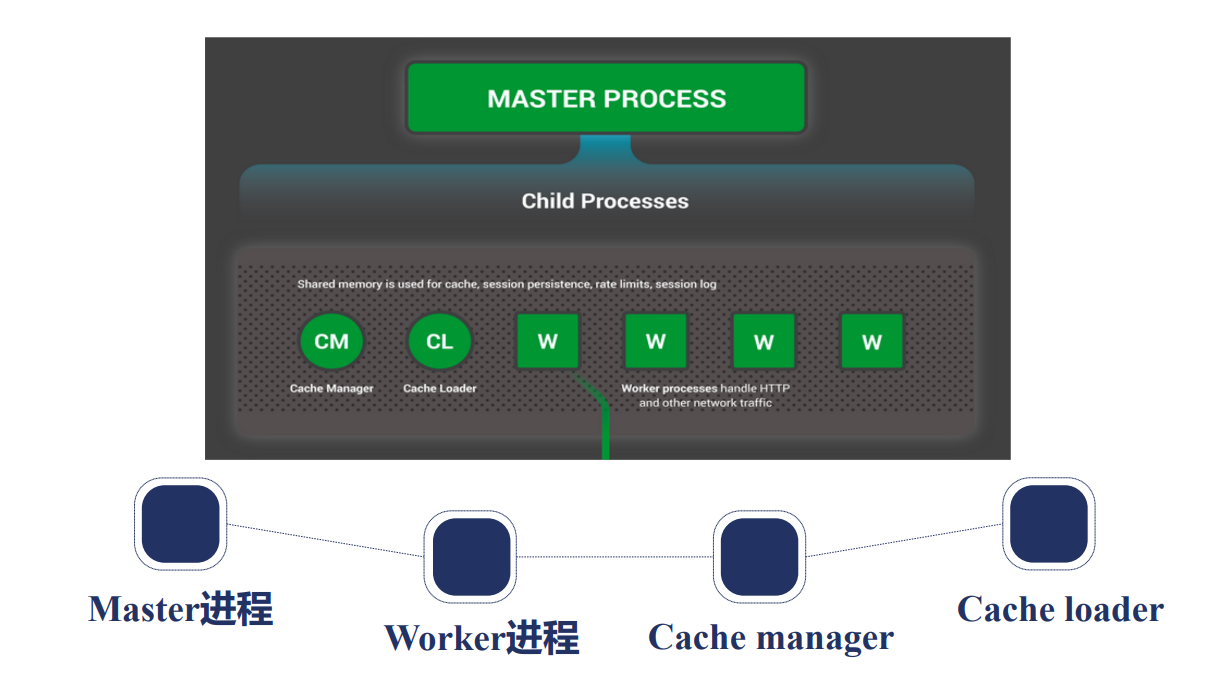 MASTER PROCESS
Child Processes
Shared memory is used for cache, session persistence, rate limits, session log
CM
CL
W
W
W
W
Cache Manager
Cache Loader
Worker processes handle HTTP
and other network traffic
Master进程
Worker进程
Cache manager
Cache loader